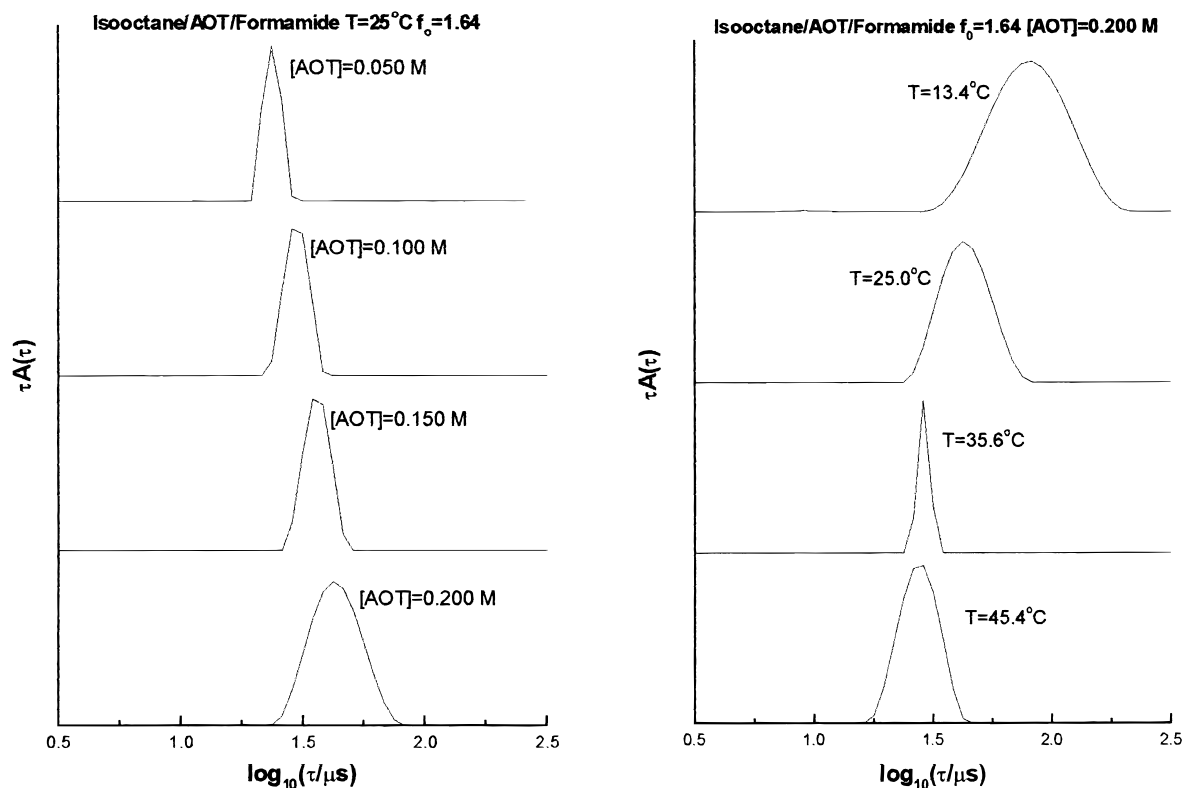 Isooctane/AOT/Formamide T=25°C fₒ=1.64
[AOT]=0.050 M
[AOT]=0.100 M
[AOT]=0.150 M
[AOT]=0.200 M
τA(τ)
0.5 1.0 1.5 2.0 2.5
log₁₀(τ/μs)
Isooctane/AOT/Formamide f₀=1.64 [AOT]=0.200 M
T=13.4°C
T=25.0°C
T=35.6°C
T=45.4°C
τA(τ)
0.5 1.0 1.5 2.0 2.5
log₁₀(τ/μs)